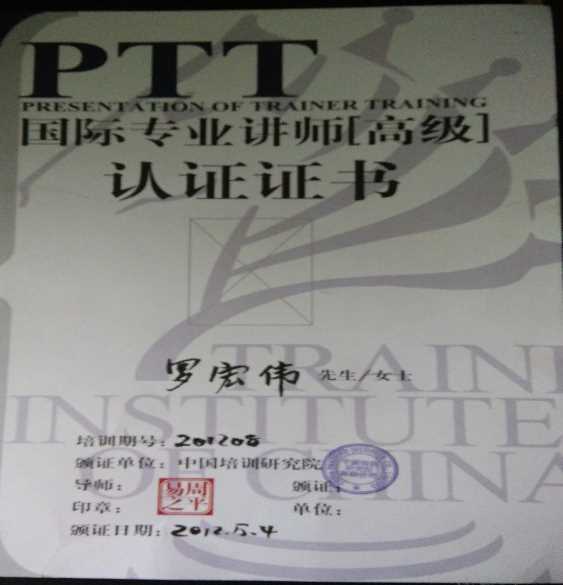 PTT
PRESENTATION OF TRAINER TRAINING
国际专业讲师[高级]
认证证书
罗宏伟 先生/女士
TRAINI
INSTITUTE
OF CHINA
培训期号：201208
颁证单位：中国培训研究院
导师： 颁证
印章： 单位：
易周之平
颁证日期：2012.5.4